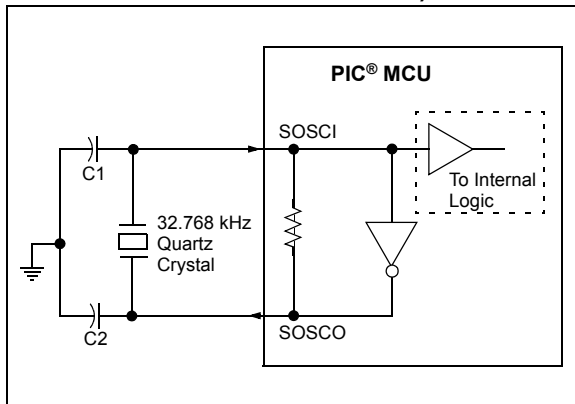 PIC® MCU
SOSCI
C1
To Internal
Logic
32.768 kHz
Quartz
Crystal
C2
SOSCO